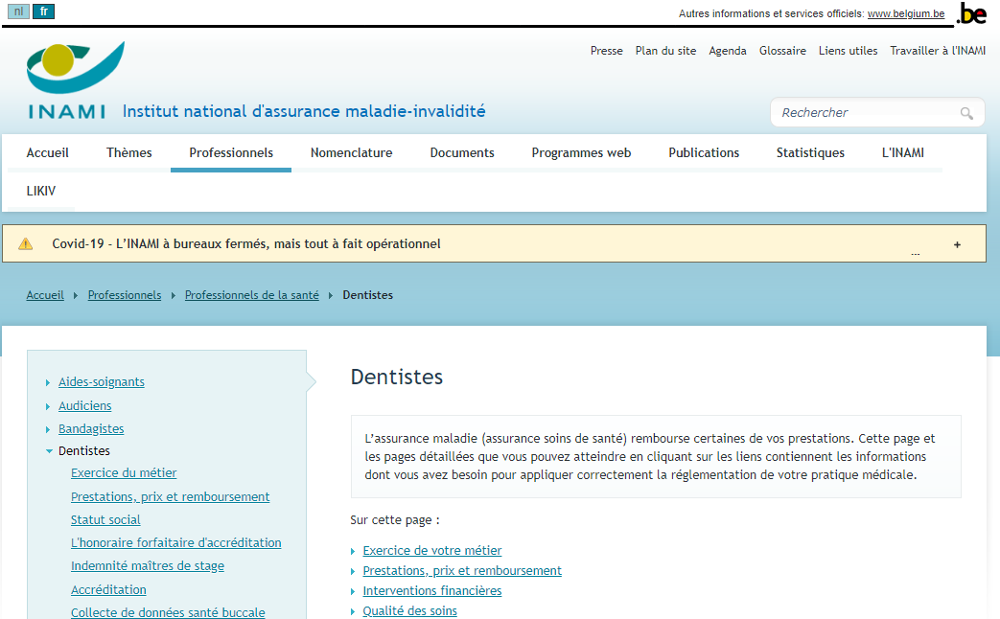 nl fr
Autres informations et services officiels: www.belgium.be
.be
Presse Plan du site Agenda Glossaire Liens utiles Travailler à l'INAMI
INAMI Institut national d'assurance maladie-invalidité
Rechercher
Accueil Thèmes Professionnels Nomenclature Documents Programmes web Publications Statistiques L'INAMI
LIKIV
Covid-19 - L’INAMI à bureaux fermés, mais tout à fait opérationnel ... +
Accueil Professionnels Professionnels de la santé Dentistes
Aides-soignants
Audiciens
Bandagistes
Dentistes
Exercice du métier
Prestations, prix et remboursement
Statut social
L'honoraire forfaitaire d'accréditation
Indemnité maîtres de stage
Accréditation
Collecte de données santé buccale
Dentistes
L’assurance maladie (assurance soins de santé) rembourse certaines de vos prestations. Cette page et
les pages détaillées que vous pouvez atteindre en cliquant sur les liens contiennent les informations
dont vous avez besoin pour appliquer correctement la réglementation de votre pratique médicale.
Sur cette page :
Exercice de votre métier
Prestations, prix et remboursement
Interventions financières
Qualité des soins